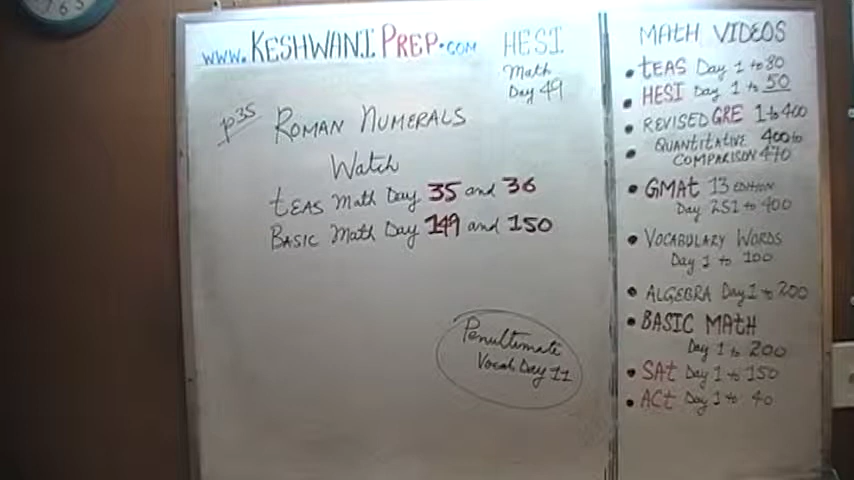 www.KESHWANIPREP.COM
HESI
Math
Day 49
p35
ROMAN NUMERALS
Watch
tEAS Math Day 35 and 36
BASIC Math Day 149 and 150
Penultimate
Vocab Day 11
MATH VIDEOS
• tEAS Day 1 to 80
• HESI Day 1 to 50
• REVISED GRE 1 to 400
• QUANTITATIVE 400 to
COMPARISON 470
• GMAt 13 EDITION
Day 251 to 400
• VOCABULARY WORDS
Day 1 to 100
• ALGEBRA Day 1 to 200
• BASIC MATH
Day 1 to 200
• SAt Day 1 to 150
• ACt Day 1 to 40